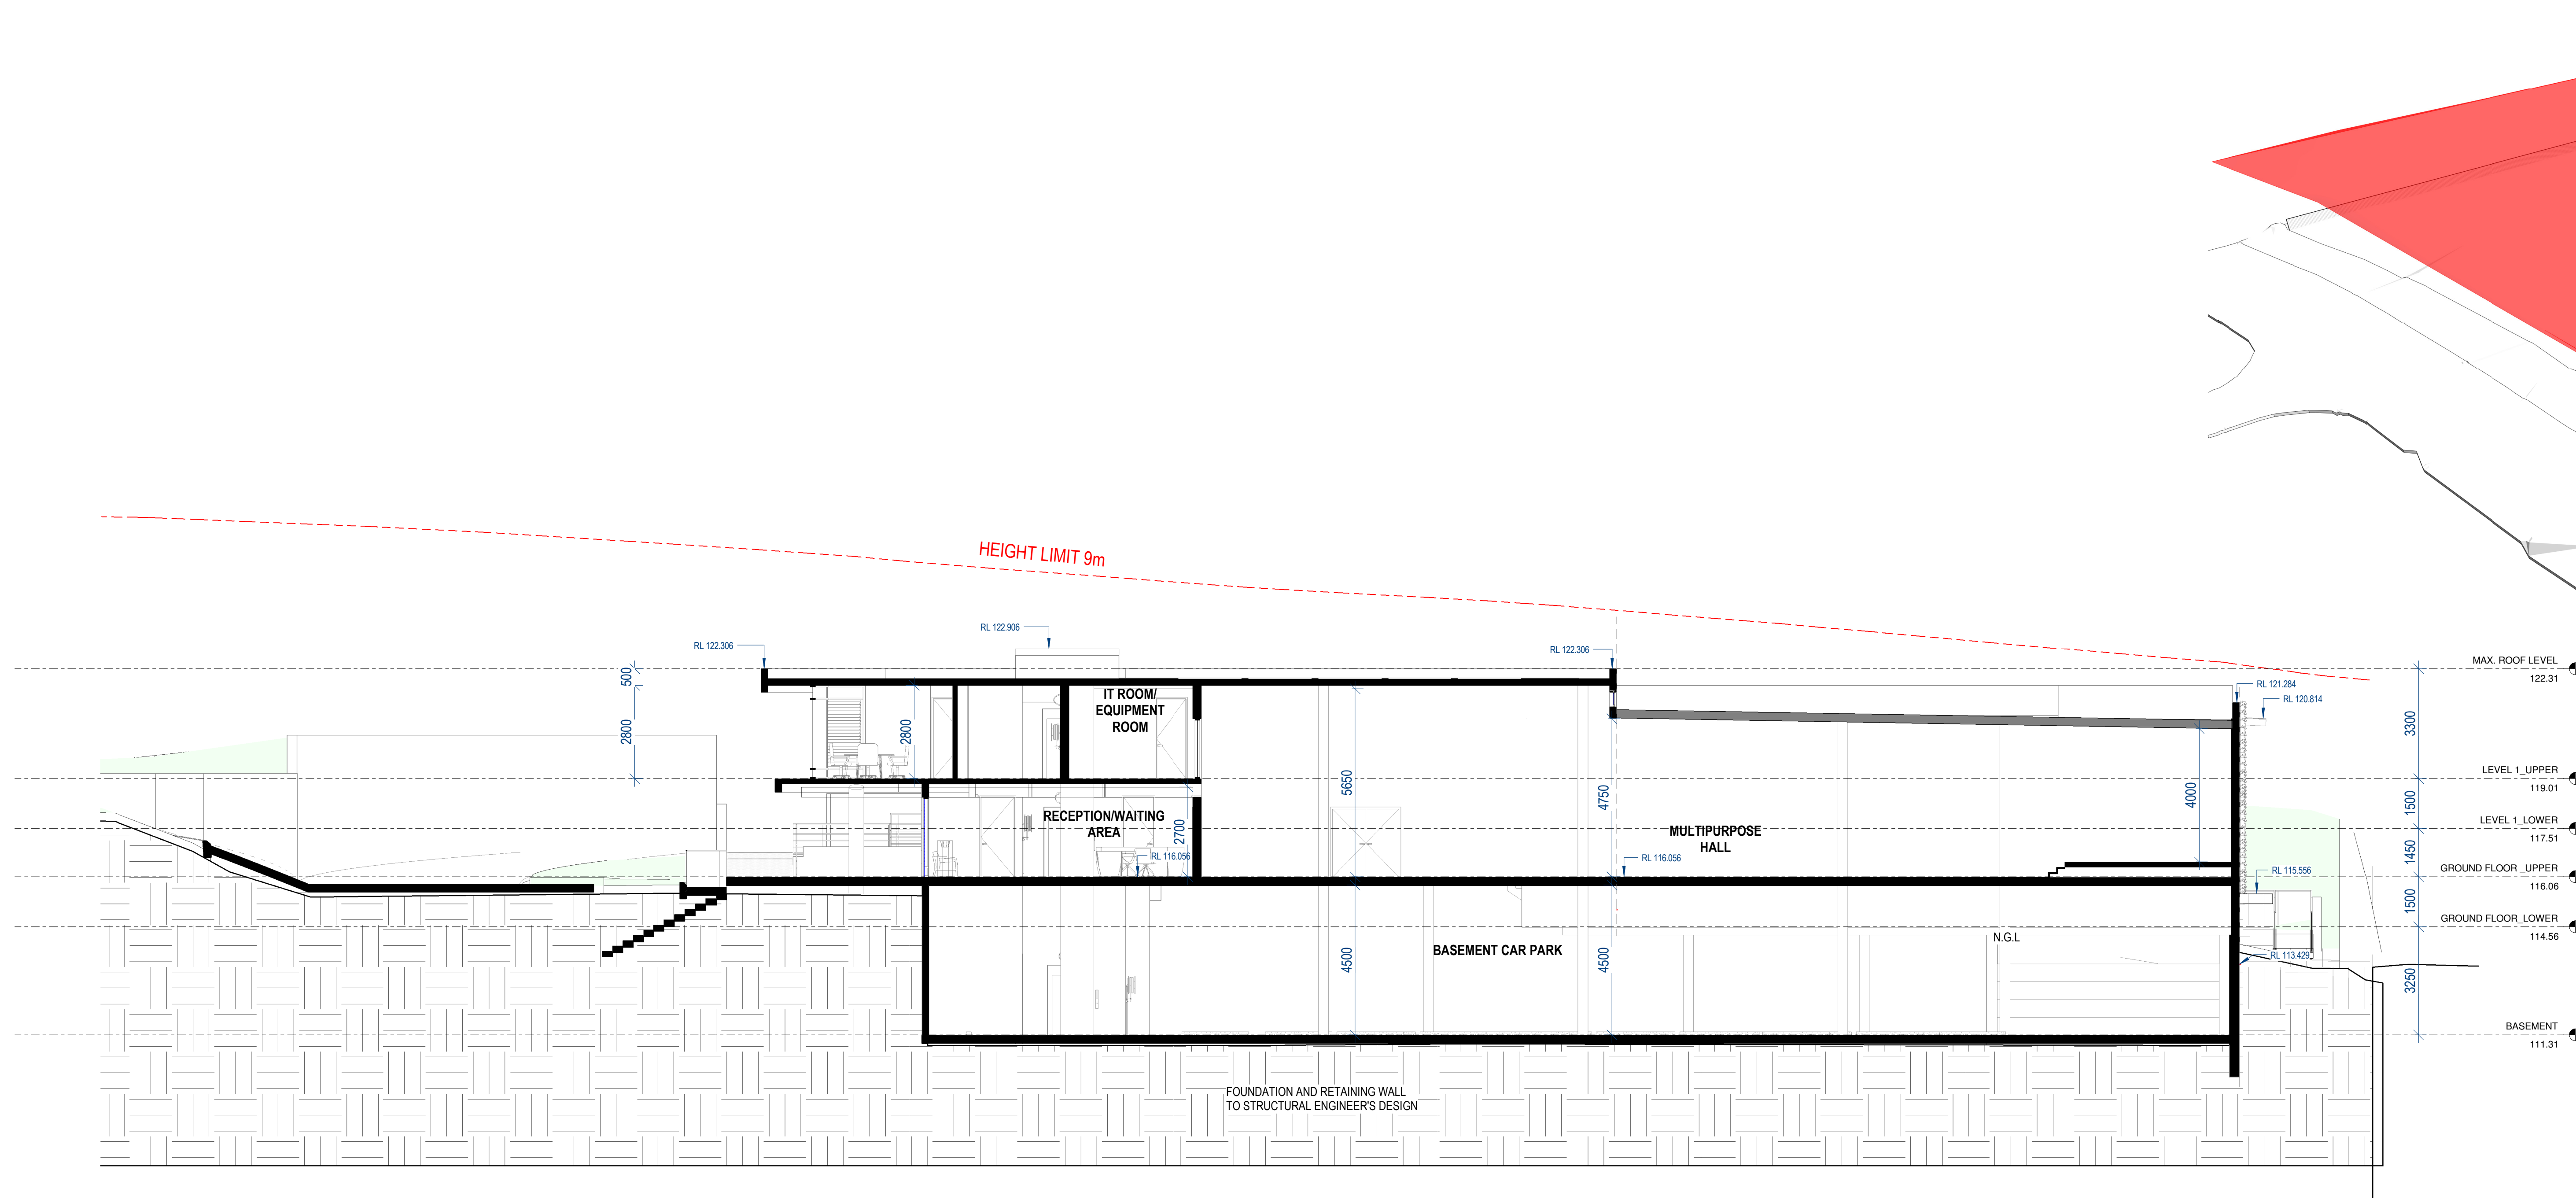 HEIGHT LIMIT 9m
RL 122.906
RL 122.306
RL 122.306
MAX. ROOF LEVEL
122.31
500
RL 121.284
RL 120.814
IT ROOM/
EQUIPMENT
ROOM
2800
2800
3300
5650
4750
4000
LEVEL 1_UPPER
119.01
1500
RECEPTION/WAITING
AREA
2700
MULTIPURPOSE
HALL
LEVEL 1_LOWER
117.51
1450
RL 116.056
RL 116.056
GROUND FLOOR _UPPER
116.06
RL 115.556
1500
GROUND FLOOR_LOWER
114.56
N.G.L
BASEMENT CAR PARK
4500
4500
RL 113.429
3250
BASEMENT
111.31
FOUNDATION AND RETAINING WALL
TO STRUCTURAL ENGINEER'S DESIGN